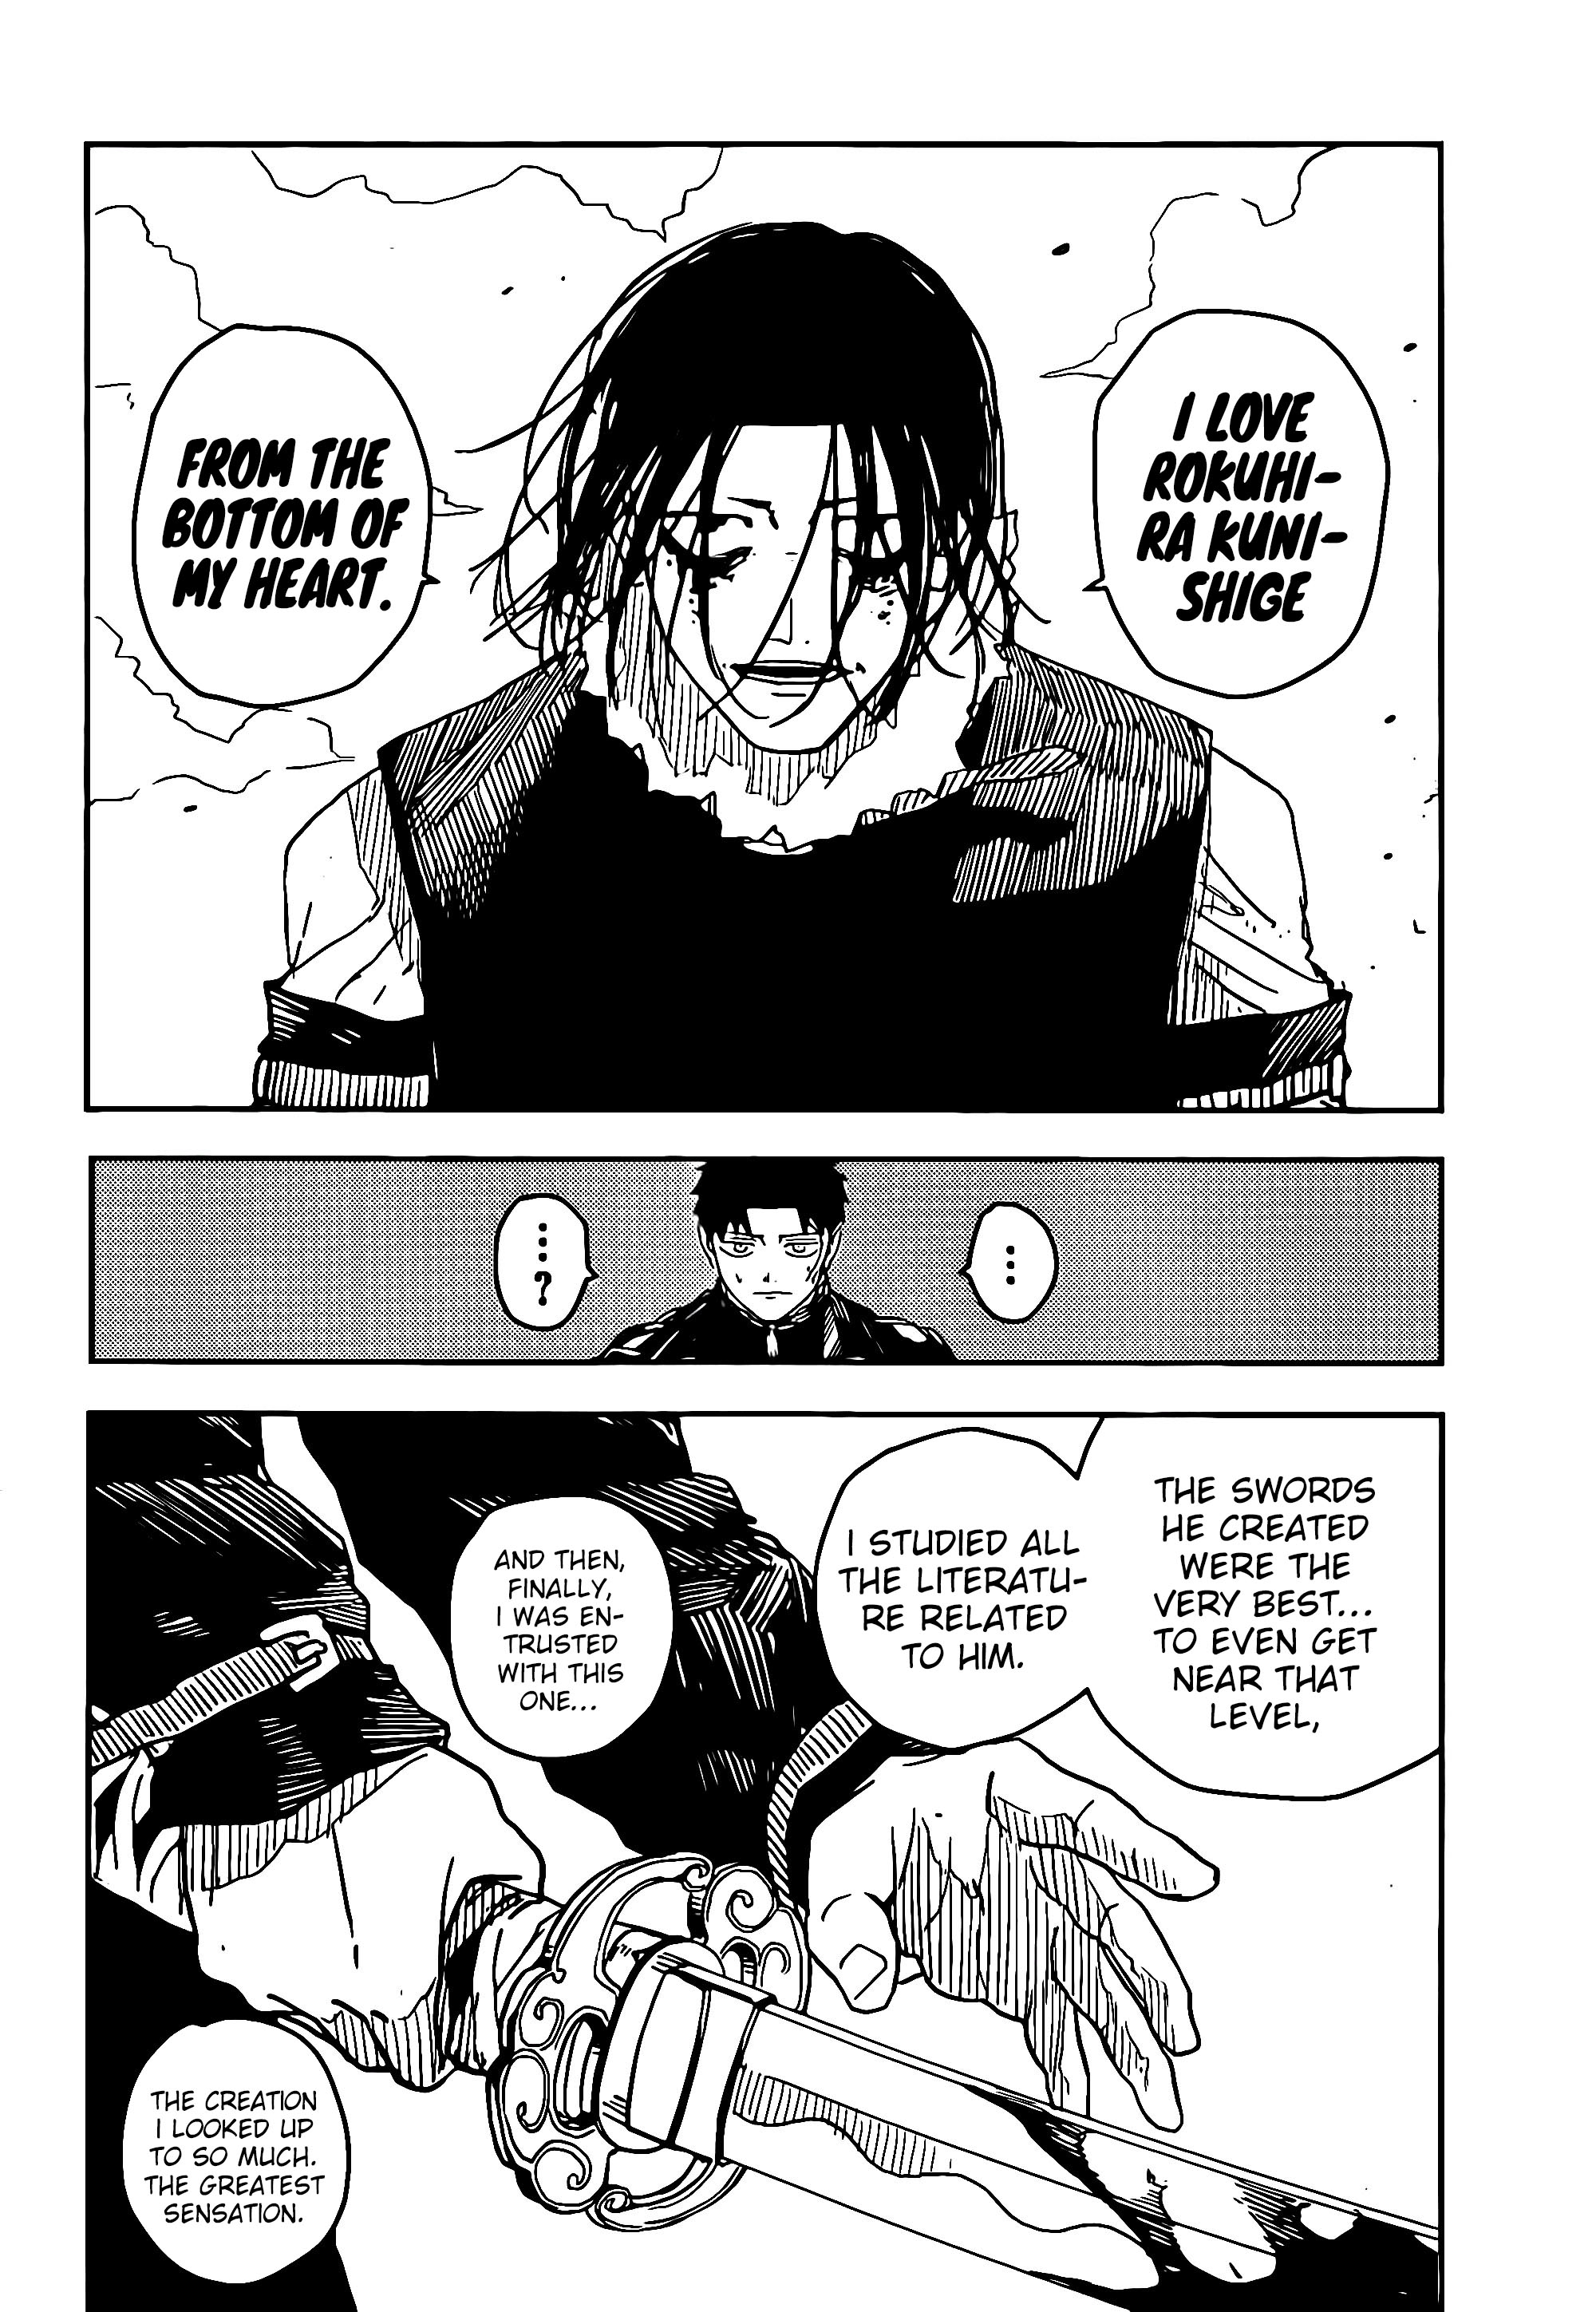 I LOVE
ROKUHI-
RA KUNI-
SHIGE
FROM THE
BOTTOM OF
MY HEART.
...
...?
THE SWORDS
HE CREATED
WERE THE
VERY BEST...
TO EVEN GET
NEAR THAT
LEVEL,
I STUDIED ALL
THE LITERATU-
RE RELATED
TO HIM.
AND THEN,
FINALLY,
I WAS EN-
TRUSTED
WITH THIS
ONE...
THE CREATION
I LOOKED UP
TO SO MUCH.
THE GREATEST
SENSATION.